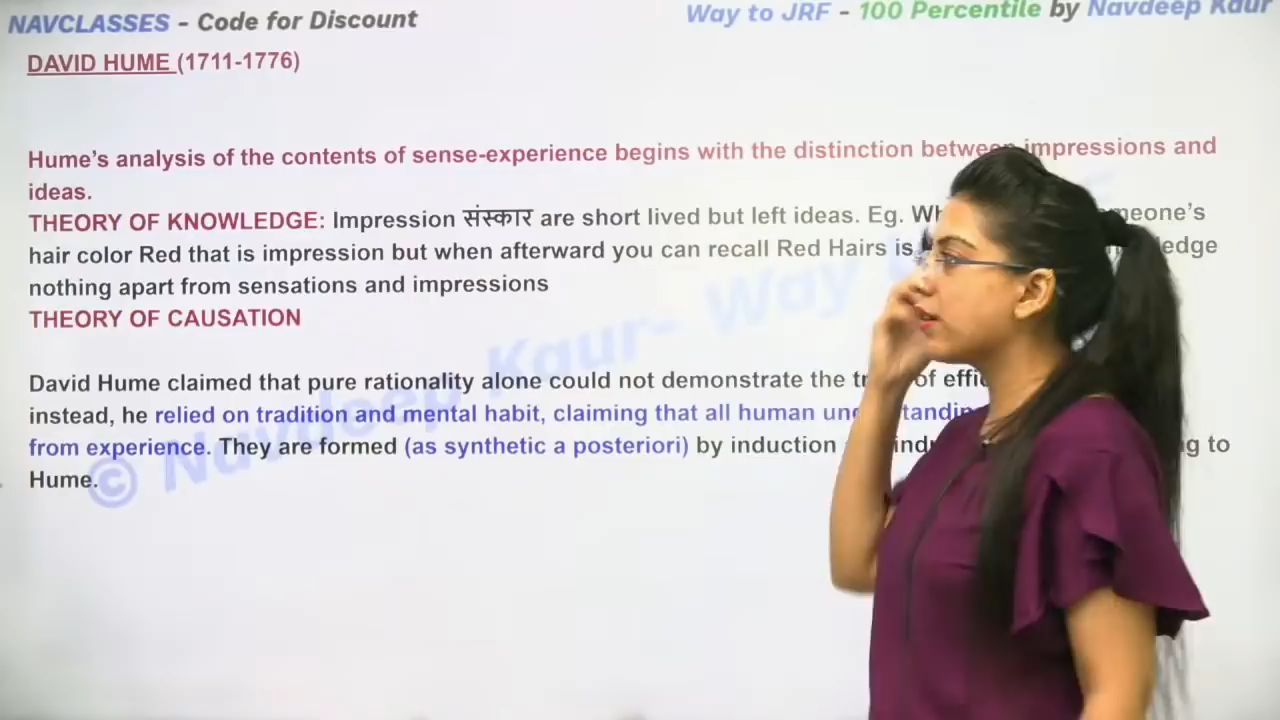 NAVCLASSES - Code for Discount
Way to JRF - 100 Percentile by Navdeep Kaur
DAVID HUME (1711-1776)
Hume's analysis of the contents of sense-experience begins with the distinction between impressions and
ideas.
THEORY OF KNOWLEDGE: Impression संस्कार are short lived but left ideas. Eg. meone's
hair color Red that is impression but when afterward you can recall Red Hairs is ledge
nothing apart from sensations and impressions
THEORY OF CAUSATION
David Hume claimed that pure rationality alone could not demonstrate the of
instead, he relied on tradition and mental habit, claiming that all human
from experience. They are formed (as synthetic a posteriori) by induction to
Hume.
© Navdeep Kaur- Way